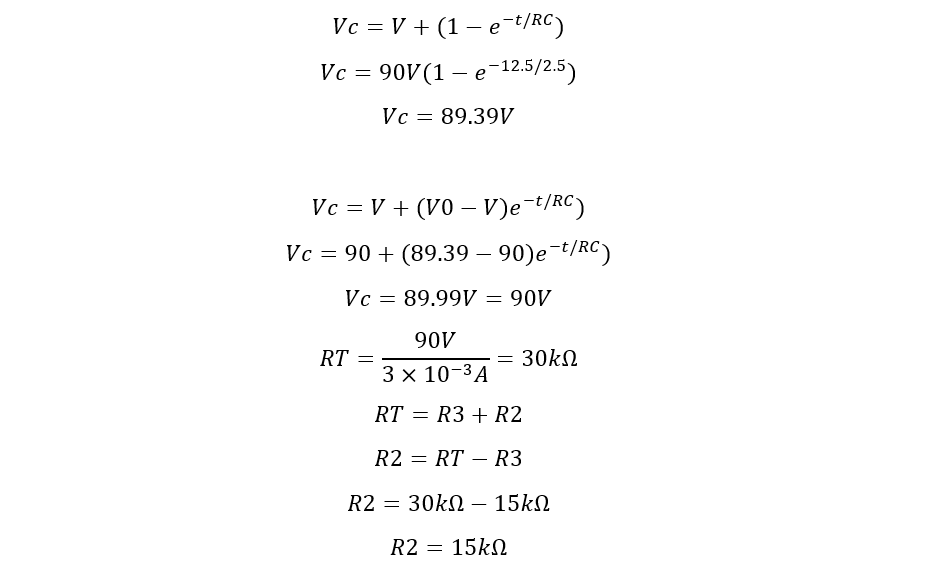 Vc = V + (1 − e^{−t/RC})
Vc = 90V(1 − e^{−12.5/2.5})
Vc = 89.39V
Vc = V + (V0 − V)e^{−t/RC})
Vc = 90 + (89.39 − 90)e^{−t/RC})
Vc = 89.99V = 90V
RT = \frac{90V}{3 × 10^{−3}A} = 30kΩ
RT = R3 + R2
R2 = RT − R3
R2 = 30kΩ − 15kΩ
R2 = 15kΩ